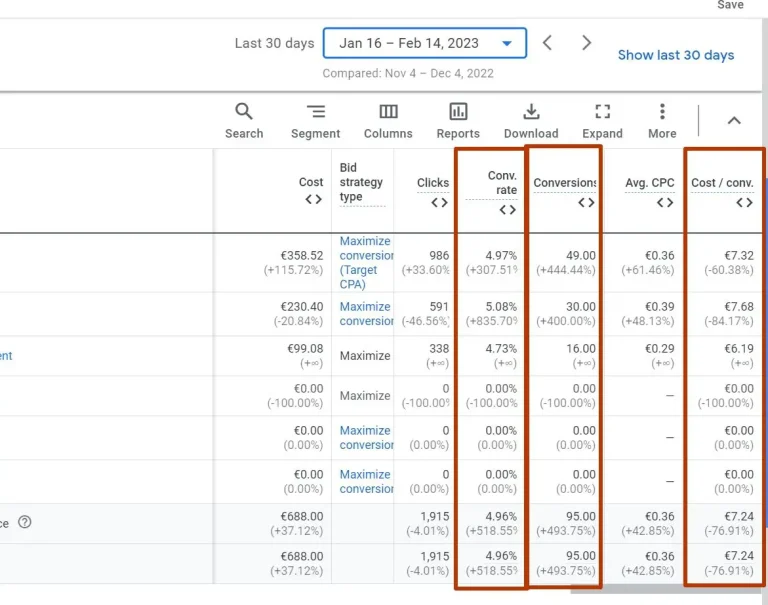 Save
Last 30 days Jan 16 – Feb 14, 2023 Show last 30 days
Compared: Nov 4 – Dec 4, 2022
Search Segment Columns Reports Download Expand More
Cost Bid strategy type Clicks Conv. rate Conversions Avg. CPC Cost / conv.
€358.52 Maximize conversion (Target CPA) 986 4.97% 49.00 €0.36 €7.32
(+115.72%) (+33.60% (+307.51% (+444.44%) (+61.46%) (-60.38%)
€230.40 Maximize conversion 591 5.08% 30.00 €0.39 €7.68
(-20.84%) (-46.56% (+835.70% (+400.00%) (+48.13%) (-84.17%)
ent €99.08 Maximize 338 4.73% 16.00 €0.29 €6.19
(+∞) (+∞) (+∞) (+∞) (+∞) (+∞)
€0.00 Maximize 0 0.00% 0.00 — €0.00
(-100.00%) (-100.00% (-100.00% (-100.00%) (-100.00%)
€0.00 Maximize conversion 0 0.00% 0.00 — €0.00
(0.00%) (0.00%) (0.00%) (0.00%) (0.00%)
€0.00 Maximize conversion 0 0.00% 0.00 — €0.00
(0.00%) (0.00%) (0.00%) (0.00%) (0.00%)
ce €688.00 1,915 4.96% 95.00 €0.36 €7.24
(+37.12%) (-4.01%) (+518.55% (+493.75%) (+42.85%) (-76.91%)
€688.00 1,915 4.96% 95.00 €0.36 €7.24
(+37.12%) (-4.01%) (+518.55% (+493.75%) (+42.85%) (-76.91%)